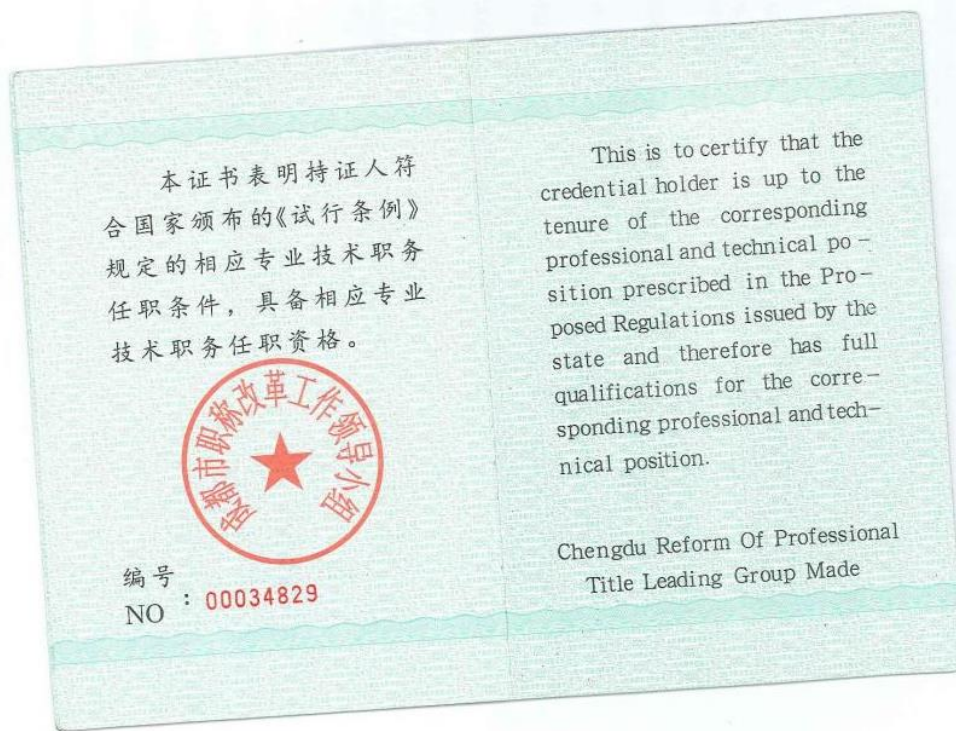 本证书表明持证人符
合国家颁布的《试行条例》
规定的相应专业技术职务
任职条件，具备相应专业
技术职务任职资格。
成都市职称改革工作领导小组
编号
NO : 00034829
This is to certify that the
credential holder is up to the
tenure of the corresponding
professional and technical po-
sition prescribed in the Pro-
posed Regulations issued by the
state and therefore has full
qualifications for the corre-
sponding professional and tech-
nical position.
Chengdu Reform Of Professional
Title Leading Group Made